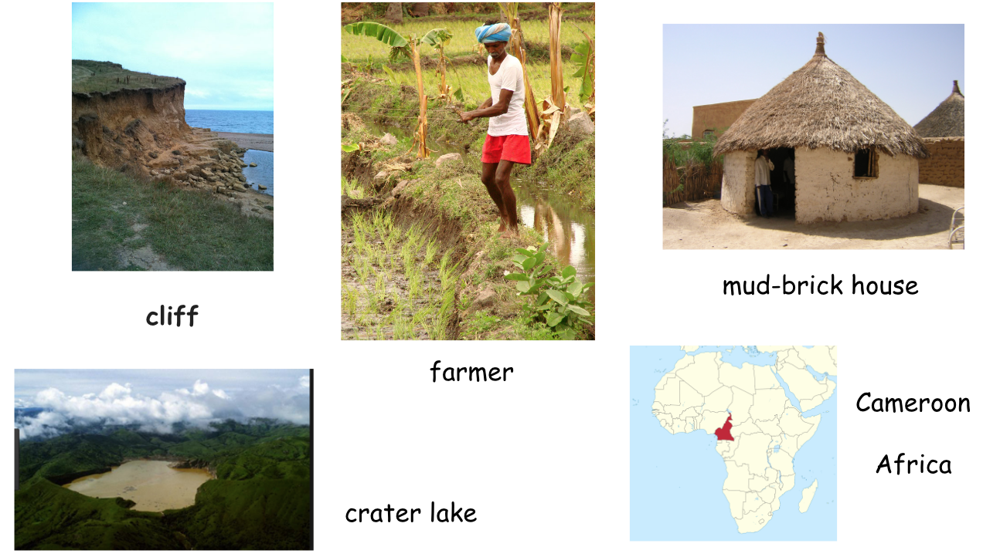 cliff
farmer
mud-brick house
crater lake
Cameroon
Africa